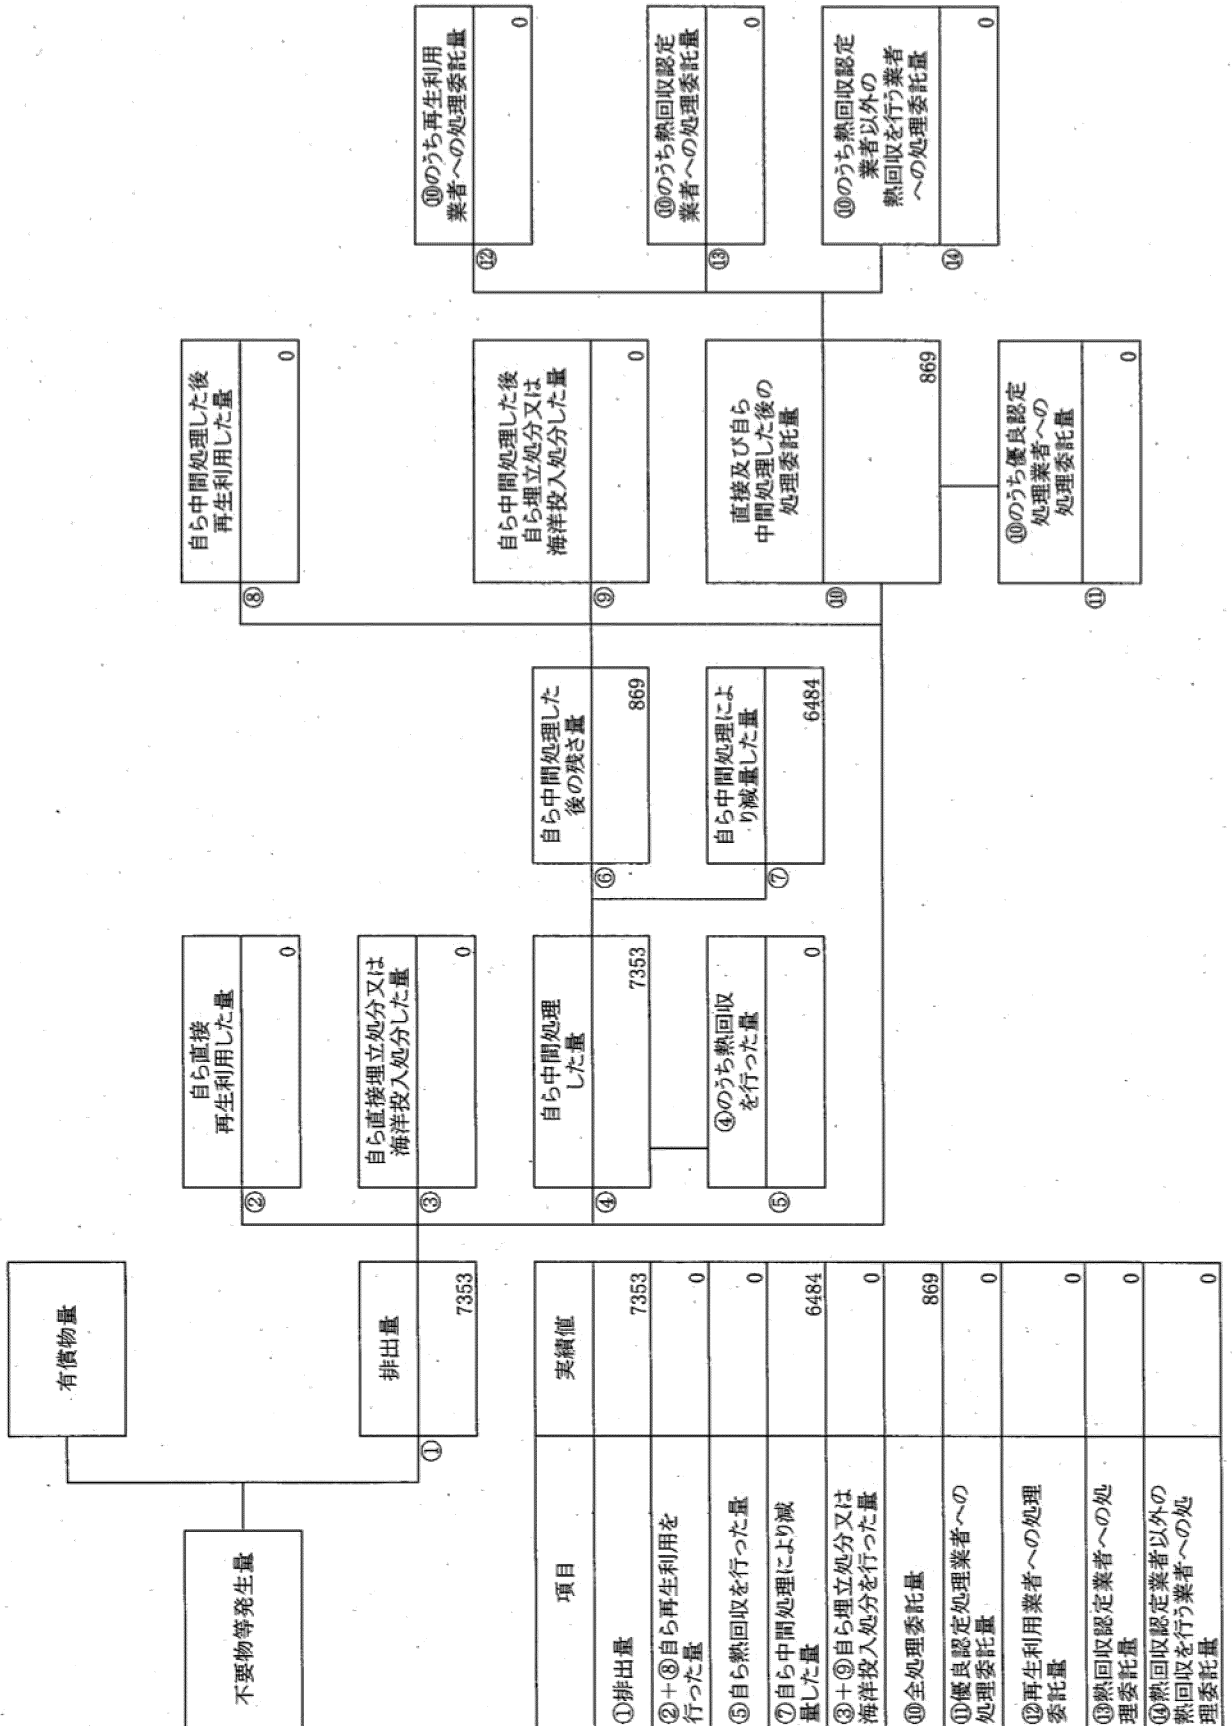 有償物量
不要物等発生量
①
排出量
7353
②
自ら直接
再生利用した量
0
③
自ら直接埋立処分又は
海洋投入処分した量
0
④
自ら中間処理
した量
7353
⑤
④のうち熱回収
を行った量
0
⑥
自ら中間処理した
後の残さ量
869
⑦
自ら中間処理によ
り減量した量
6484
⑧
自ら中間処理した後
再生利用した量
0
⑨
自ら中間処理した後
自ら埋立処分又は
海洋投入処分した量
0
⑩
直接及び自ら
中間処理した後の
処理委託量
869
⑪
⑩のうち優良認定
処理業者への
処理委託量
0
⑫
⑩のうち再生利用
業者への処理委託量
0
⑬
⑩のうち熱回収認定
業者への処理委託量
0
⑭
⑩のうち熱回収認定
業者以外の
熱回収を行う業者
への処理委託量
0
項目 実績値
①排出量 7353
②+⑧自ら再生利用を
行った量 0
⑤自ら熱回収を行った量 0
⑦自ら中間処理により減
量した量 6484
③+⑨自ら埋立処分又は
海洋投入処分を行った量 0
⑩全処理委託量 869
⑪優良認定処理業者への
処理委託量 0
⑫再生利用業者への処理
委託量 0
⑬熱回収認定業者への処
理委託量 0
⑭熱回収認定業者以外の
熱回収を行う業者への処
理委託量 0